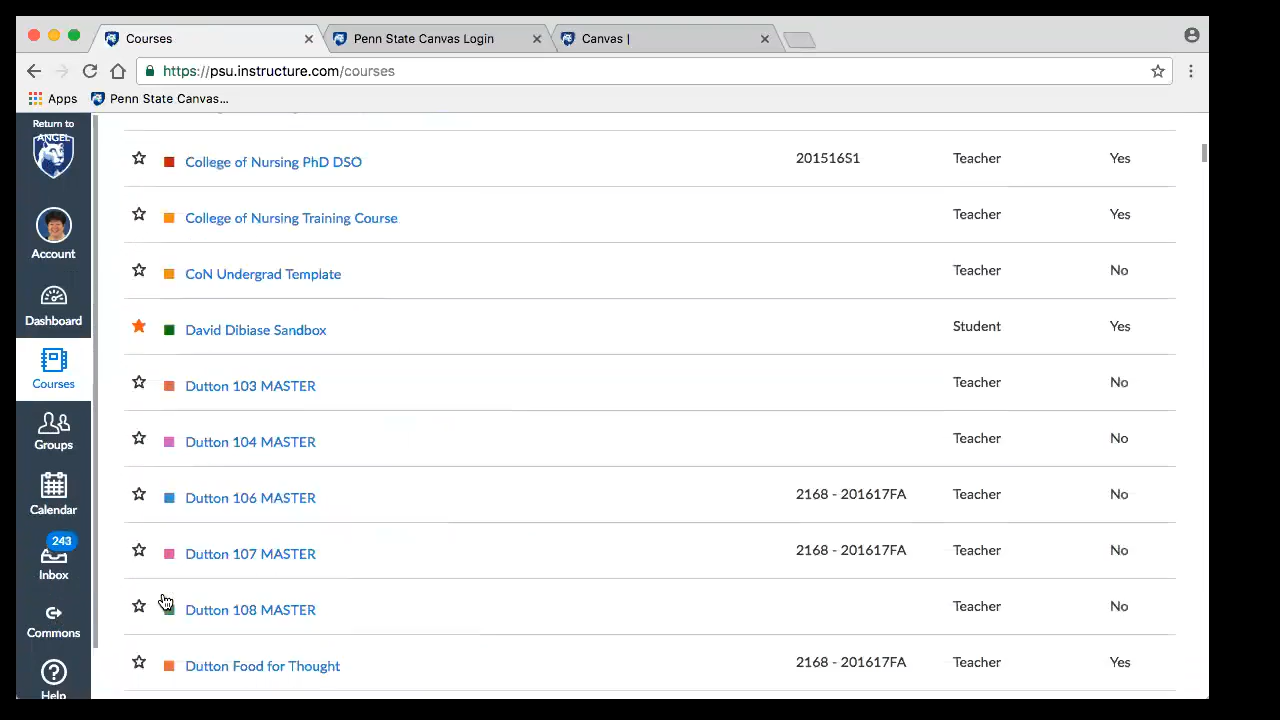 Courses
Penn State Canvas Login
Canvas |
https://psu.instructure.com/courses
Apps
Penn State Canvas...
Return to
ANGEL
Account
Dashboard
Courses
Groups
Calendar
243
Inbox
Commons
Help
College of Nursing PhD DSO 201516S1 Teacher Yes
College of Nursing Training Course Teacher Yes
CoN Undergrad Template Teacher No
David Dibiase Sandbox Student Yes
Dutton 103 MASTER Teacher No
Dutton 104 MASTER Teacher No
Dutton 106 MASTER 2168 - 201617FA Teacher No
Dutton 107 MASTER 2168 - 201617FA Teacher No
Dutton 108 MASTER Teacher No
Dutton Food for Thought 2168 - 201617FA Teacher Yes